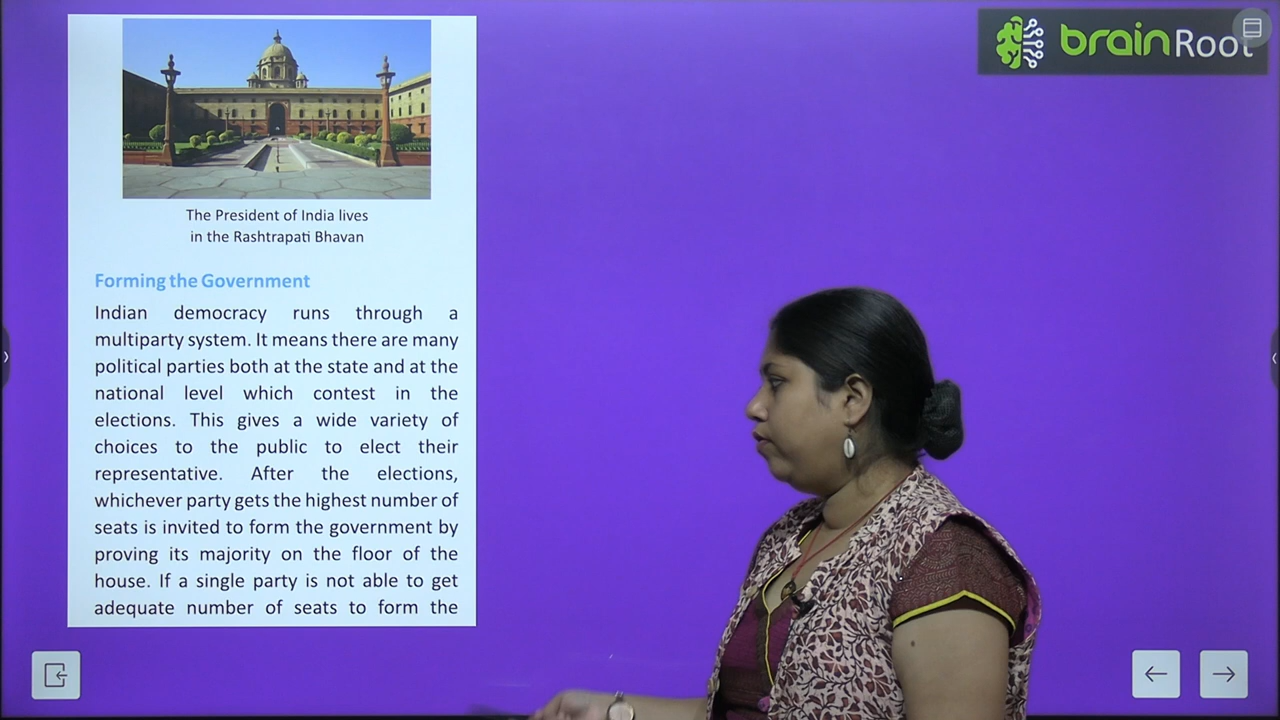 brainRoot
The President of India lives
in the Rashtrapati Bhavan
Forming the Government
Indian democracy runs through a
multiparty system. It means there are many
political parties both at the state and at the
national level which contest in the
elections. This gives a wide variety of
choices to the public to elect their
representative. After the elections,
whichever party gets the highest number of
seats is invited to form the government by
proving its majority on the floor of the
house. If a single party is not able to get
adequate number of seats to form the